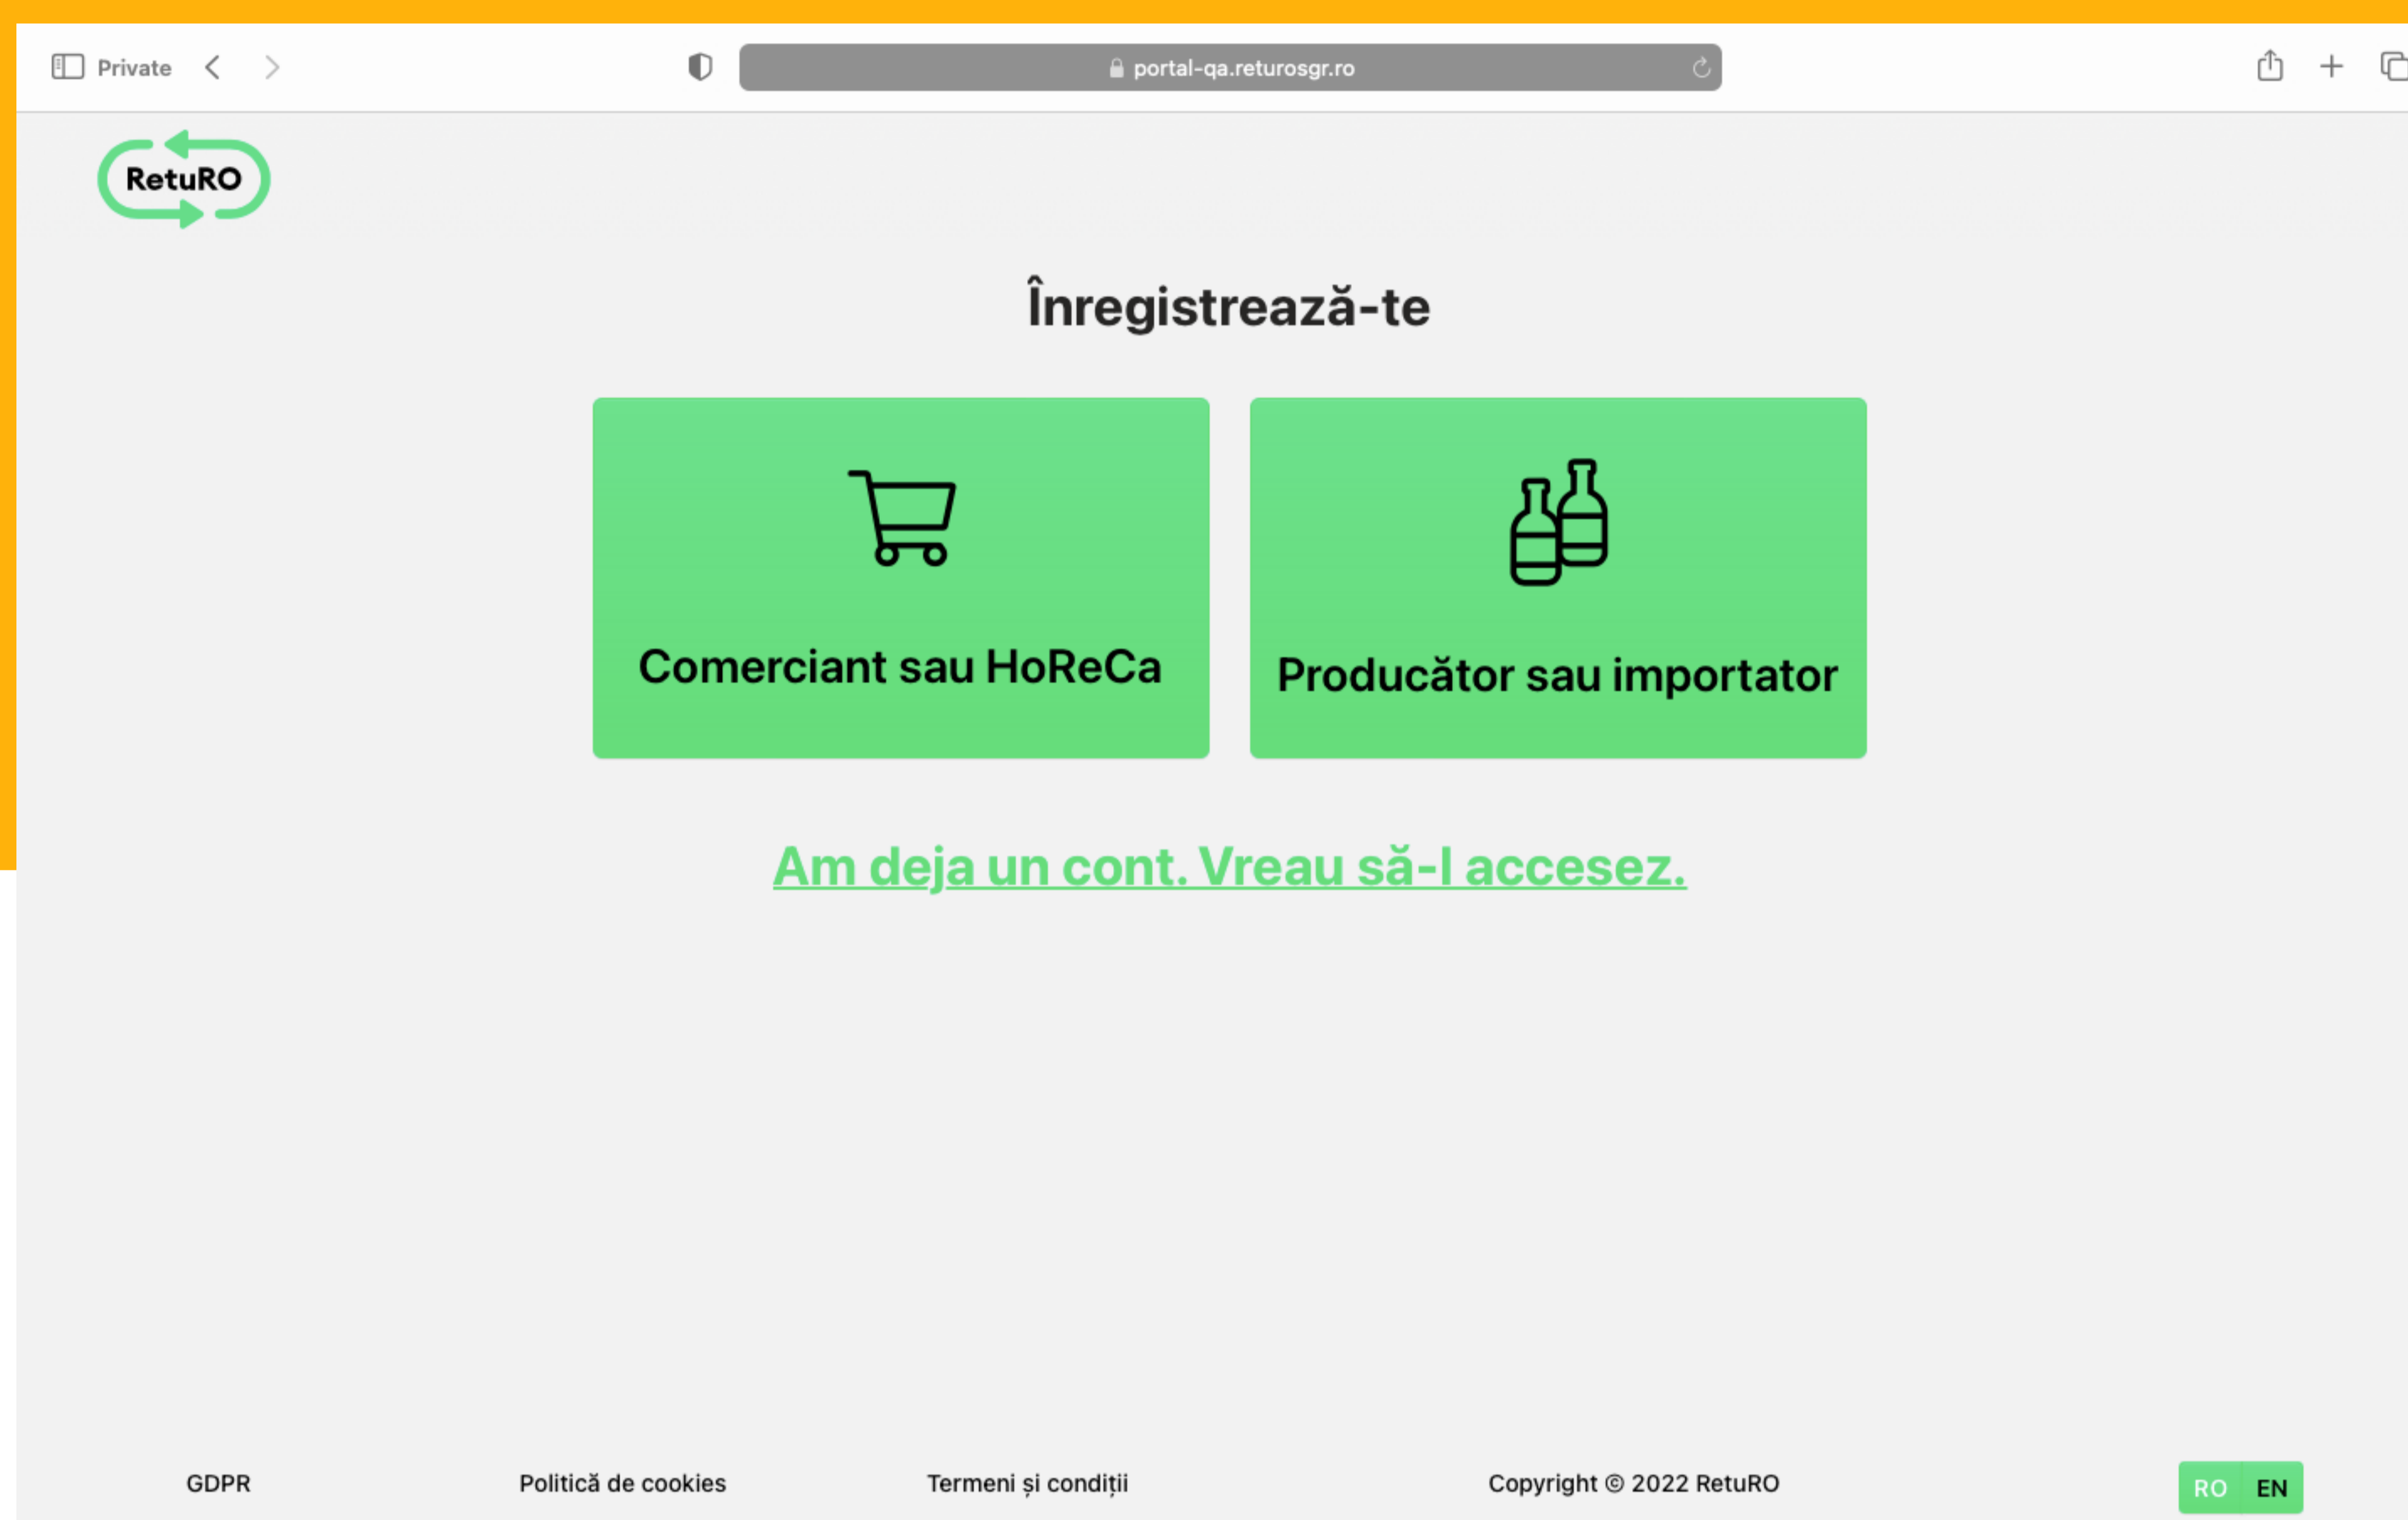 Private
portal-qa.returosgr.ro
RetuRO
Înregistrează-te
Comerciant sau HoReCa
Producător sau importator
Am deja un cont. Vreau să-l accesez.
GDPR
Politică de cookies
Termeni și condiții
Copyright © 2022 RetuRO
RO EN